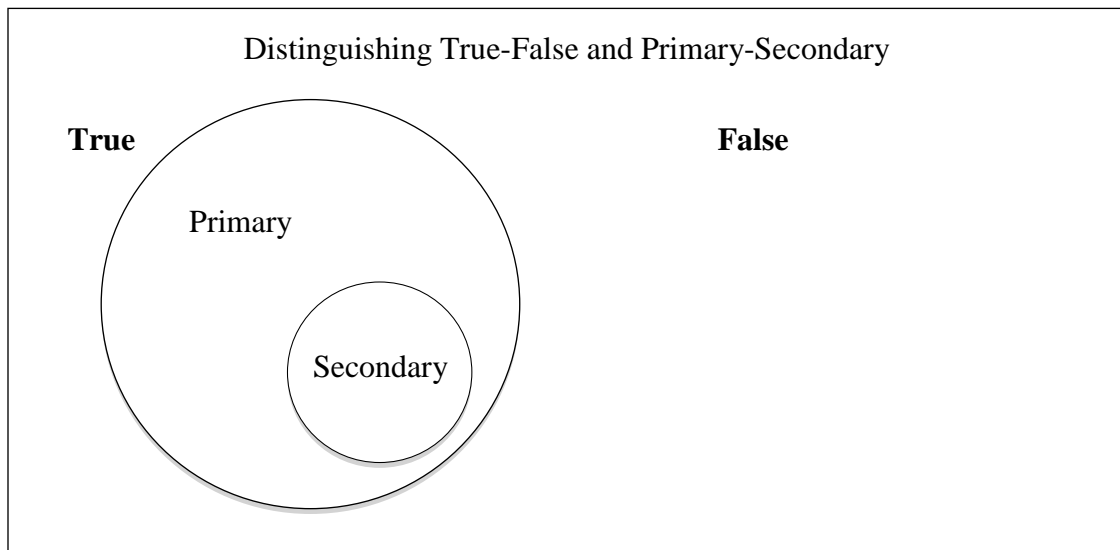 Distinguishing True-False and Primary-Secondary
True
False
Primary
Secondary